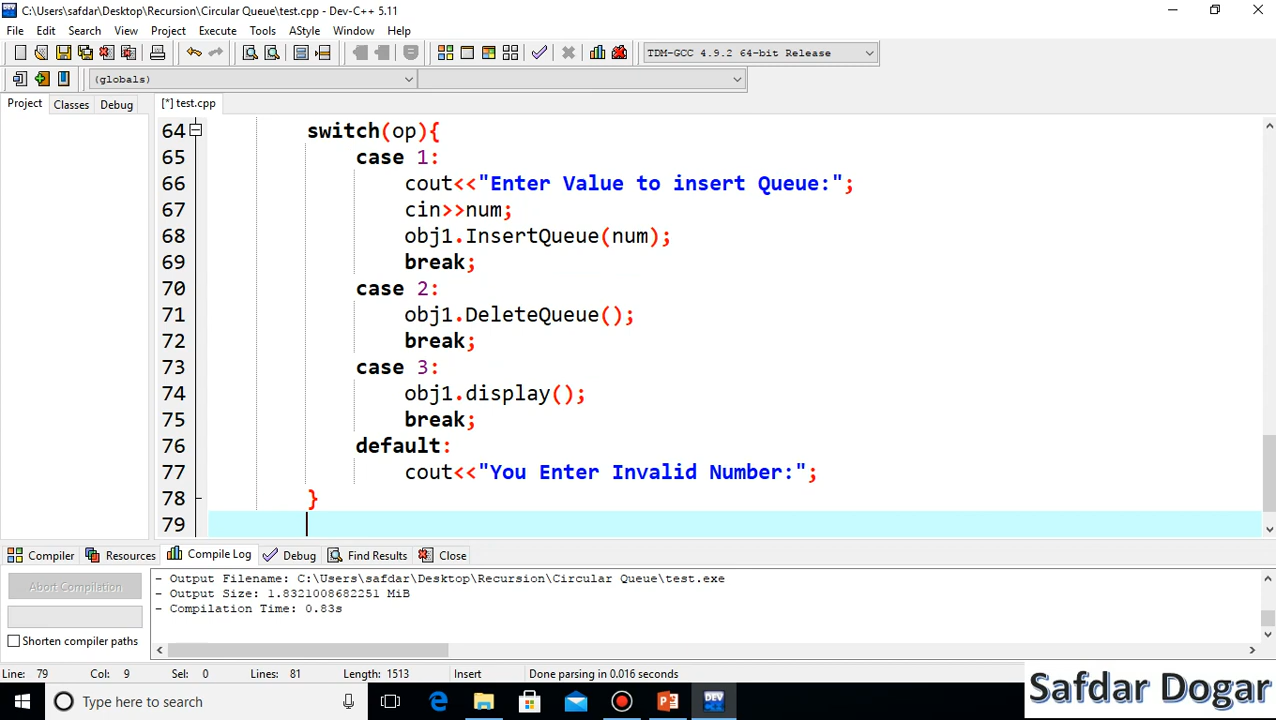 C:\Users\safdar\Desktop\Recursion\Circular Queue\test.cpp - Dev-C++ 5.11
File Edit Search View Project Execute Tools AStyle Window Help
TDM-GCC 4.9.2 64-bit Release
(globals)
Project Classes Debug [*] test.cpp
64 switch(op){
65 case 1:
66 cout<<"Enter Value to insert Queue:";
67 cin>>num;
68 obj1.InsertQueue(num);
69 break;
70 case 2:
71 obj1.DeleteQueue();
72 break;
73 case 3:
74 obj1.display();
75 break;
76 default:
77 cout<<"You Enter Invalid Number:";
78 }
79
Compiler Resources Compile Log Debug Find Results Close
Abort Compilation
- Output Filename: C:\Users\safdar\Desktop\Recursion\Circular Queue\test.exe
- Output Size: 1.8321008682251 MiB
- Compilation Time: 0.83s
Shorten compiler paths
Line: 79 Col: 9 Sel: 0 Lines: 81 Length: 1513 Insert Done parsing in 0.016 seconds
Type here to search
DEV
Safdar Dogar